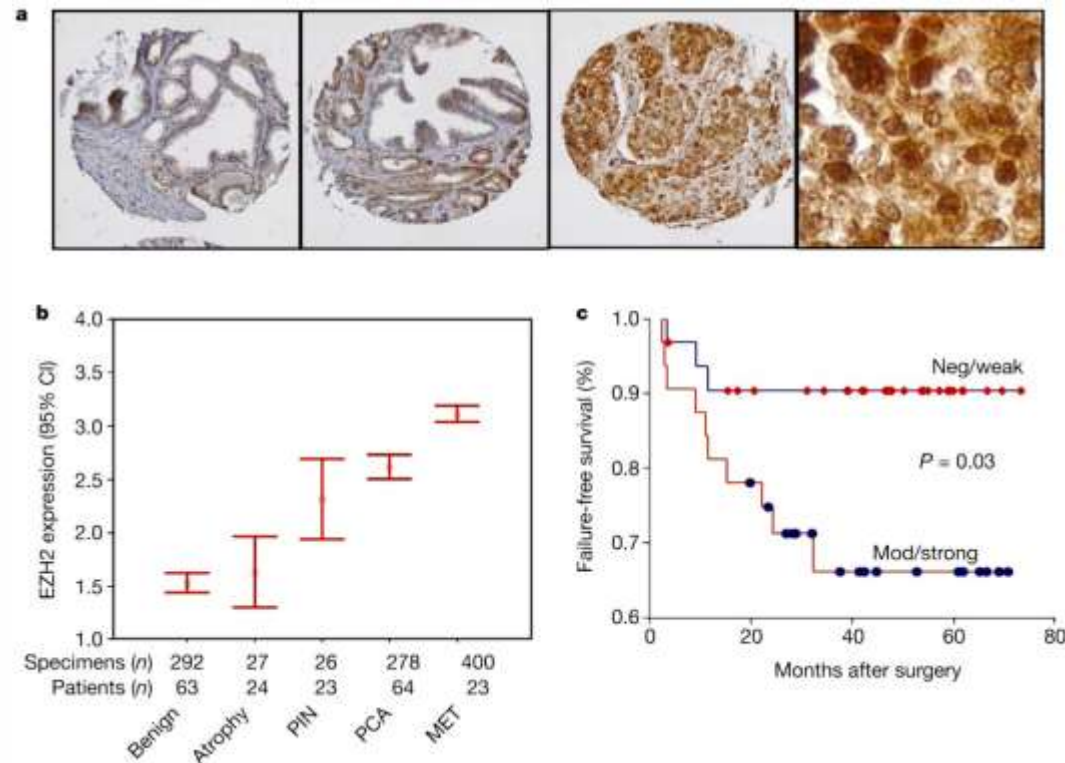 a
b
4.0
3.5
3.0
2.5
2.0
1.5
1.0
EZH2 expression (95% CI)
Specimens (n) 292 27 26 278 400
Patients (n) 63 24 23 64 23
Benign Atrophy PIN PCA MET
c
1.0
0.9
0.8
0.7
0.6
Failure-free survival (%)
Neg/weak
P = 0.03
Mod/strong
0 20 40 60 80
Months after surgery